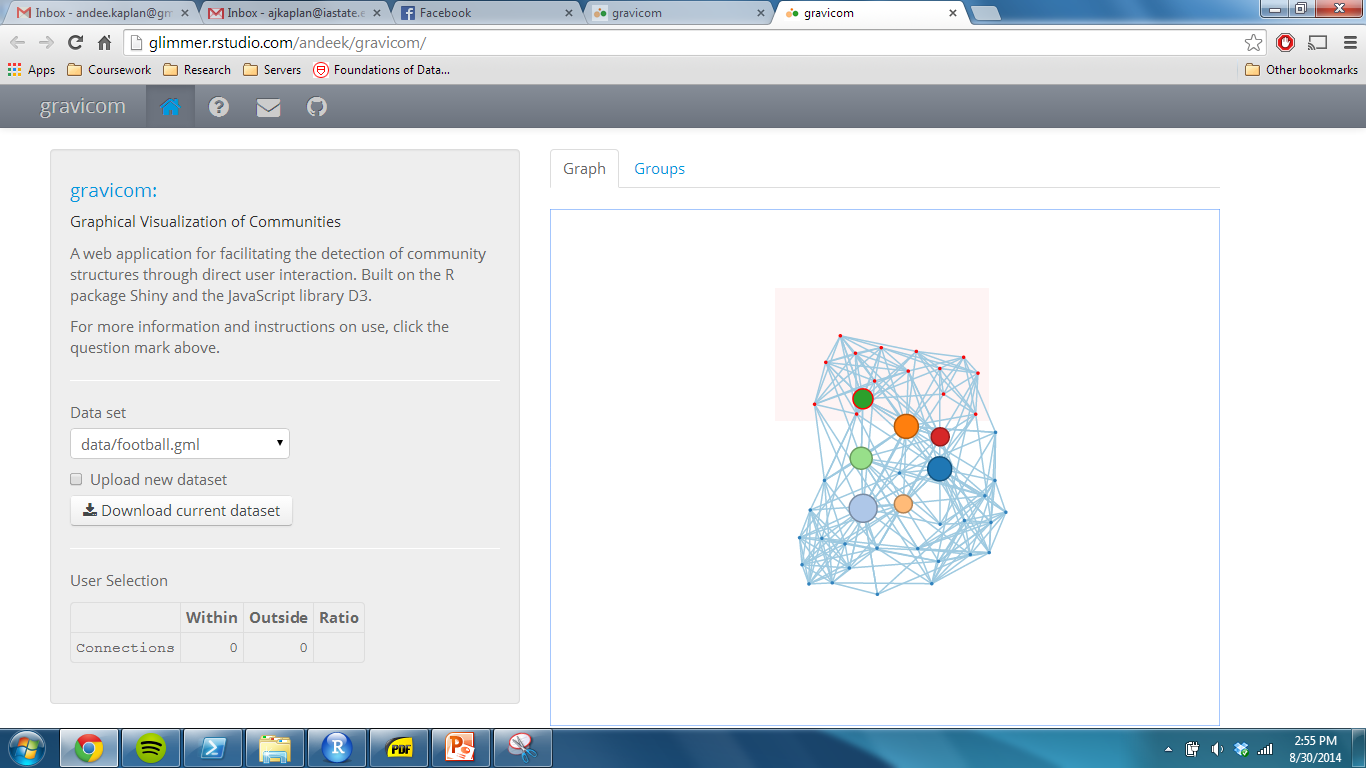 Inbox - andee.kaplan@gm
Inbox - ajkaplan@iastate.e
Facebook
gravicom
gravicom
glimmer.rstudio.com/andeek/gravicom/
Apps Coursework Research Servers Foundations of Data... Other bookmarks
gravicom
gravicom:
Graphical Visualization of Communities
A web application for facilitating the detection of community
structures through direct user interaction. Built on the R
package Shiny and the JavaScript library D3.
For more information and instructions on use, click the
question mark above.
Data set
data/football.gml
Upload new dataset
Download current dataset
User Selection
Within Outside Ratio
Connections 0 0
Graph Groups
R PDF P
2:55 PM
8/30/2014